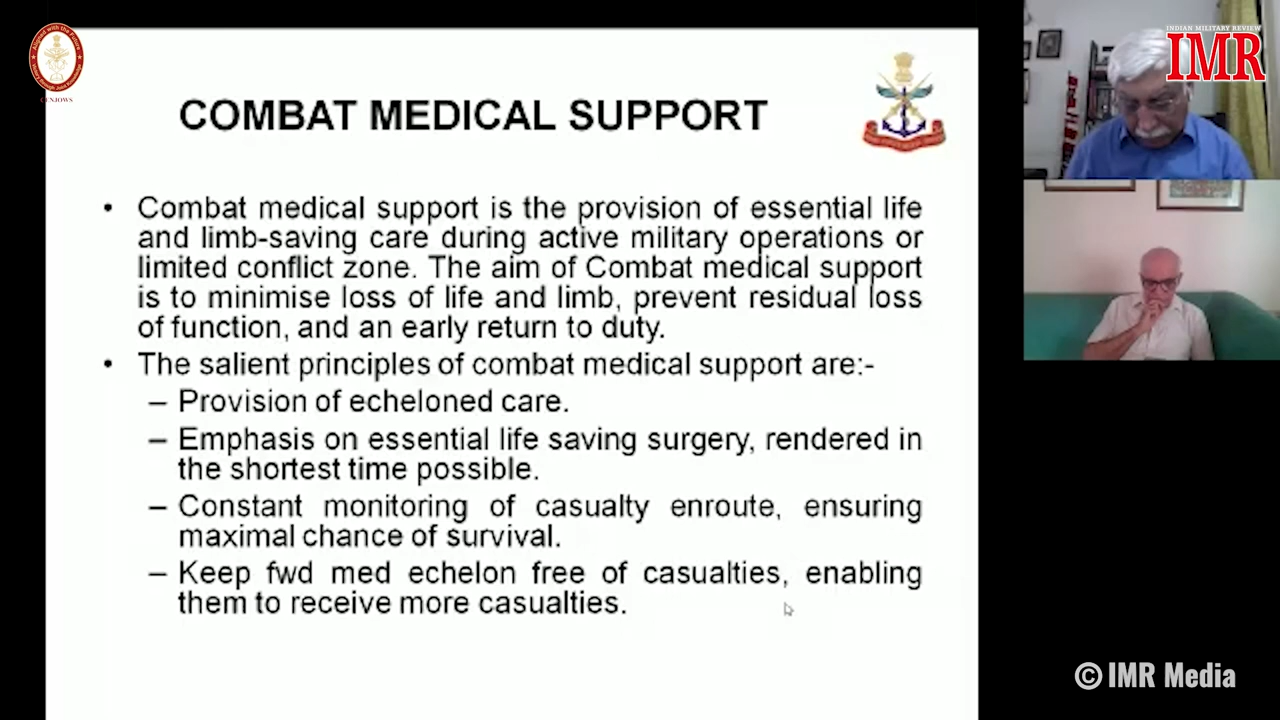 COMBAT MEDICAL SUPPORT
• Combat medical support is the provision of essential life
and limb-saving care during active military operations or
limited conflict zone. The aim of Combat medical support
is to minimise loss of life and limb, prevent residual loss
of function, and an early return to duty.
• The salient principles of combat medical support are:-
– Provision of echeloned care.
– Emphasis on essential life saving surgery, rendered in
the shortest time possible.
– Constant monitoring of casualty enroute, ensuring
maximal chance of survival.
– Keep fwd med echelon free of casualties, enabling
them to receive more casualties.
CENJOWS
INDIAN MILITARY REVIEW
IMR
© IMR Media